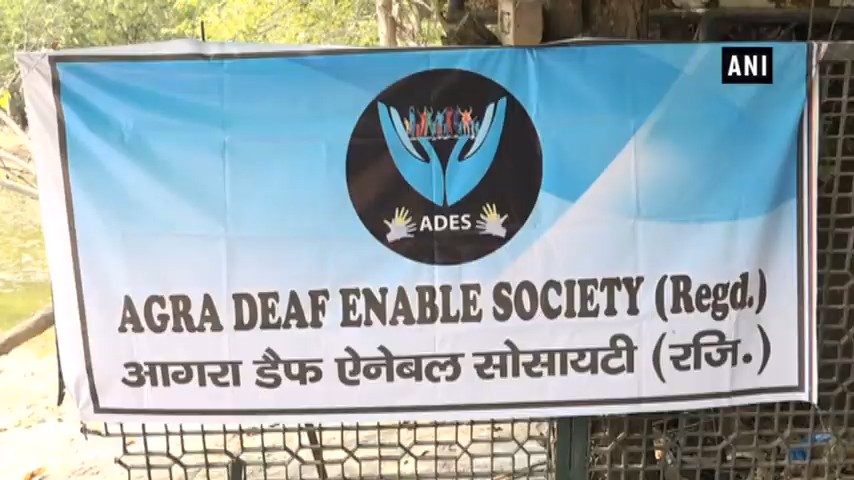 ANI
ADES
AGRA DEAF ENABLE SOCIETY (Regd.)
आगरा डैफ ऐनेबल सोसायटी (रजि.)